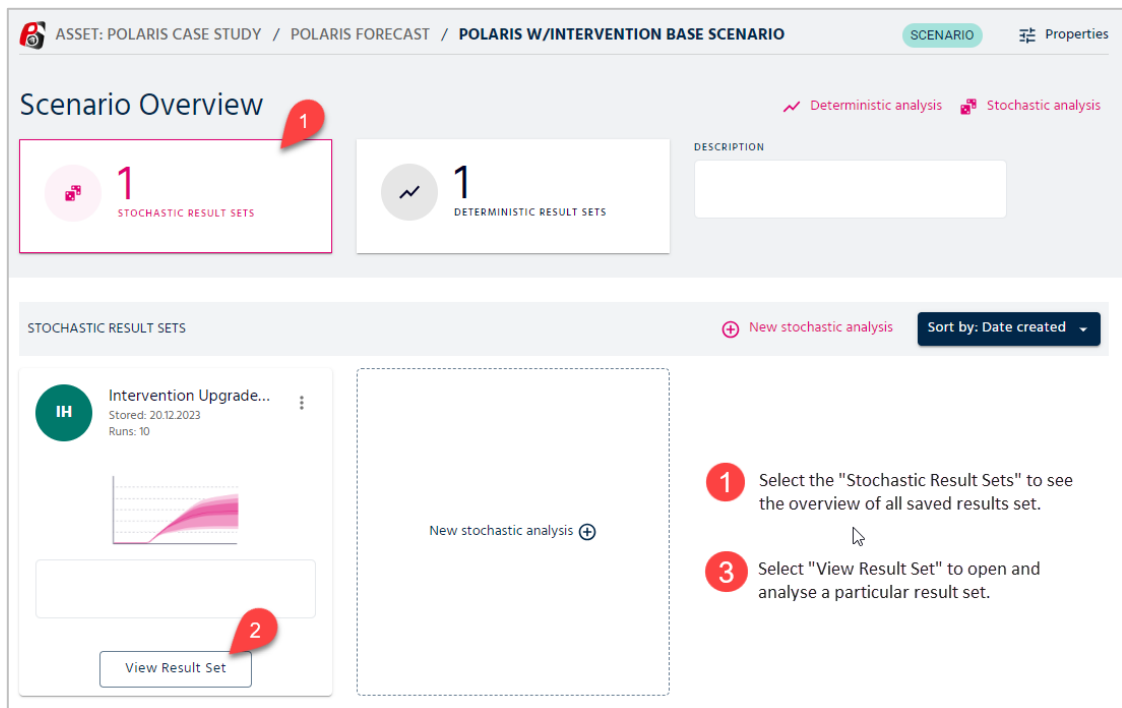 ASSET: POLARIS CASE STUDY / POLARIS FORECAST / POLARIS W/INTERVENTION BASE SCENARIO
SCENARIO
Properties
Scenario Overview
Deterministic analysis
Stochastic analysis
1
1
STOCHASTIC RESULT SETS
1
DETERMINISTIC RESULT SETS
DESCRIPTION
STOCHASTIC RESULT SETS
New stochastic analysis
Sort by: Date created
IH
Intervention Upgrade...
Stored: 20.12.2023
Runs: 10
New stochastic analysis
2
View Result Set
1
Select the "Stochastic Result Sets" to see
the overview of all saved results set.
3
Select "View Result Set" to open and
analyse a particular result set.